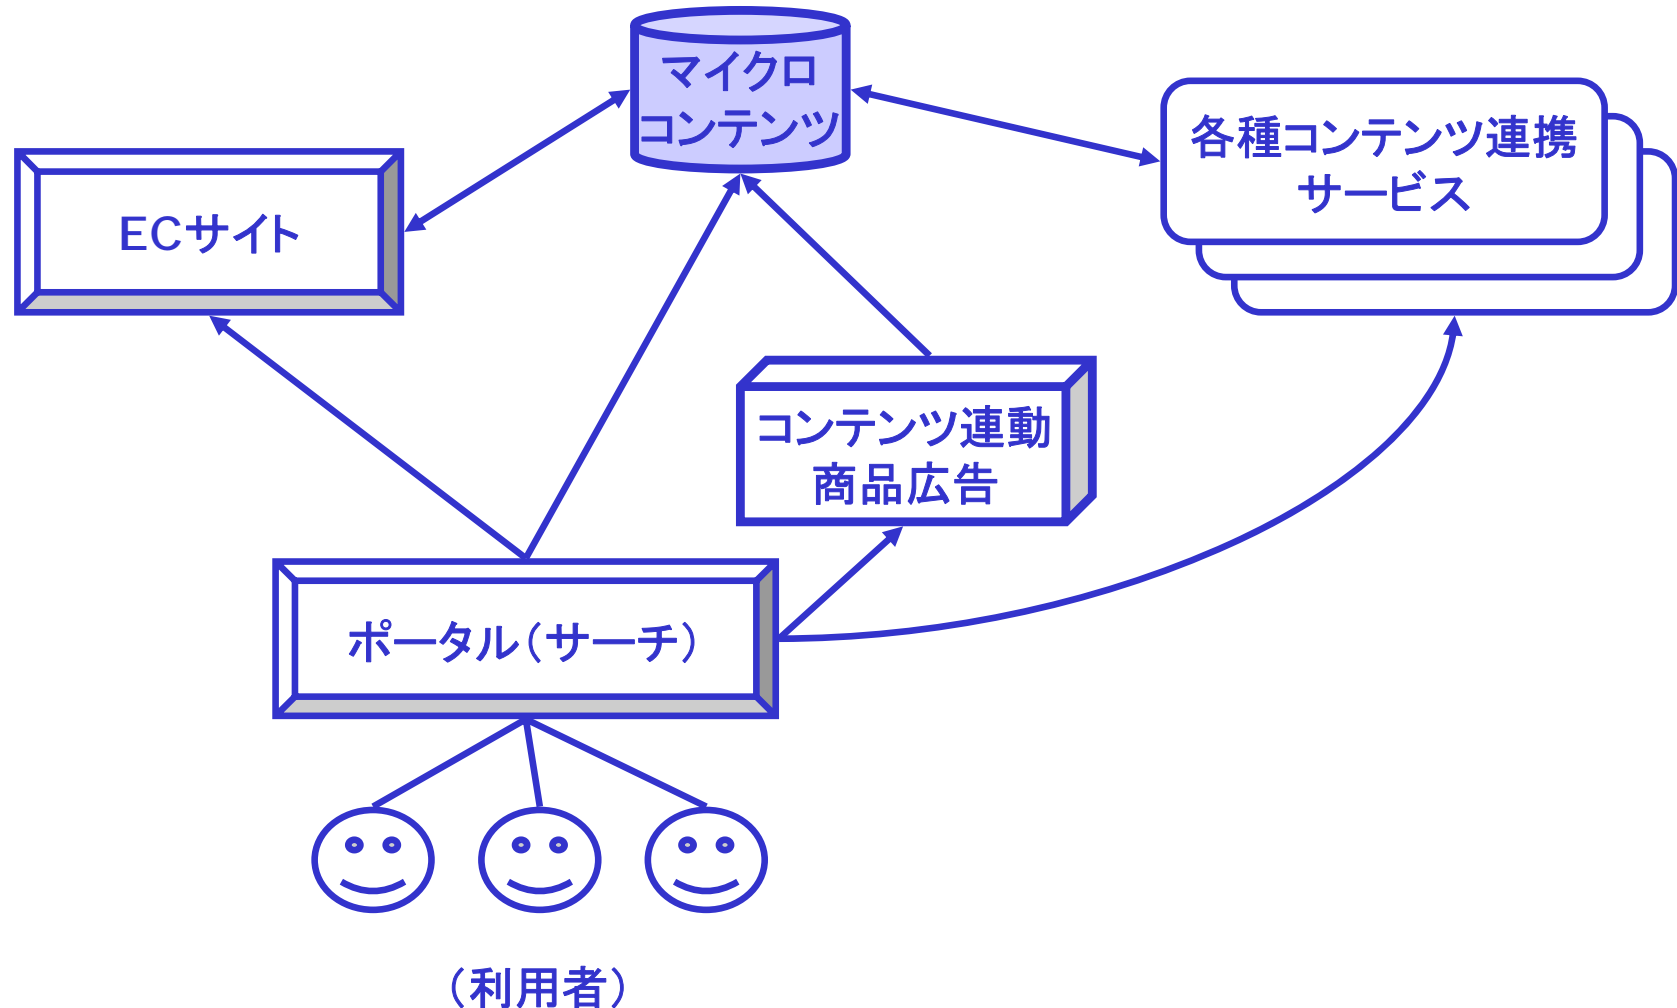 マイクロ
コンテンツ
各種コンテンツ連携
サービス
ECサイト
コンテンツ連動
商品広告
ポータル(サーチ)
(利用者)